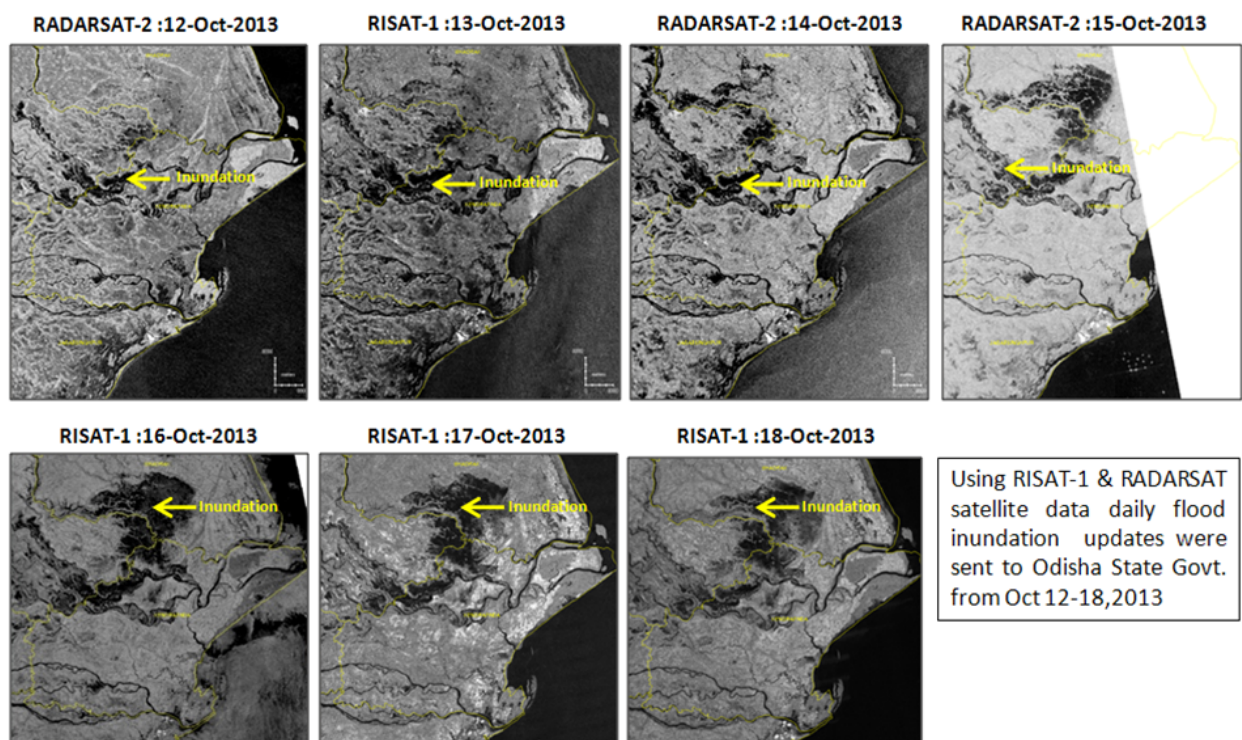 RADARSAT-2 :12-Oct-2013
RISAT-1 :13-Oct-2013
RADARSAT-2 :14-Oct-2013
RADARSAT-2 :15-Oct-2013
Inundation
Inundation
Inundation
Inundation
RISAT-1 :16-Oct-2013
RISAT-1 :17-Oct-2013
RISAT-1 :18-Oct-2013
Inundation
Inundation
Inundation
Using RISAT-1 & RADARSAT
satellite data daily flood
inundation updates were
sent to Odisha State Govt.
from Oct 12-18,2013